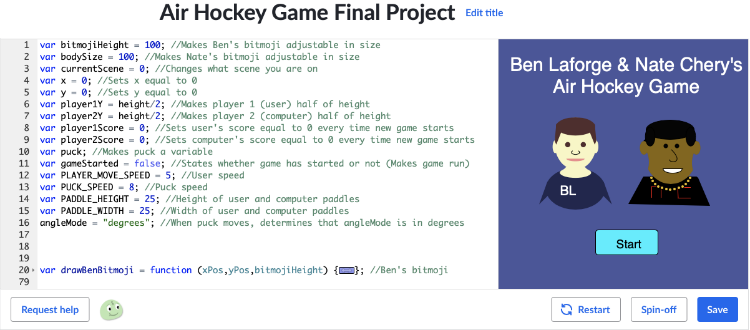 Air Hockey Game Final Project Edit title
1 var bitmojiHeight = 100; //Makes Ben's bitmoji adjustable in size
2 var bodySize = 100; //Makes Nate's bitmoji adjustable in size
3 var currentScene = 0; //Changes what scene you are on
4 var x = 0; //Sets x equal to 0
5 var y = 0; //Sets y equal to 0
6 var player1Y = height/2; //Makes player 1 (user) half of height
7 var player2Y = height/2; //Makes player 2 (computer) half of height
8 var player1Score = 0; //Sets user's score equal to 0 every time new game starts
9 var player2Score = 0; //Sets computer's score equal to 0 every time new game starts
10 var puck; //Makes puck a variable
11 var gameStarted = false; //States whether game has started or not (Makes game run)
12 var PLAYER_MOVE_SPEED = 5; //User speed
13 var PUCK_SPEED = 8; //Puck speed
14 var PADDLE_HEIGHT = 25; //Height of user and computer paddles
15 var PADDLE_WIDTH = 25; //Width of user and computer paddles
16 angleMode = "degrees"; //When puck moves, determines that angleMode is in degrees
17
18
19
20 var drawBenBitmoji = function (xPos,yPos,bitmojiHeight) {}; //Ben's bitmoji
79
Ben Laforge & Nate Chery's
Air Hockey Game
BL
Start
Request help Restart Spin-off Save